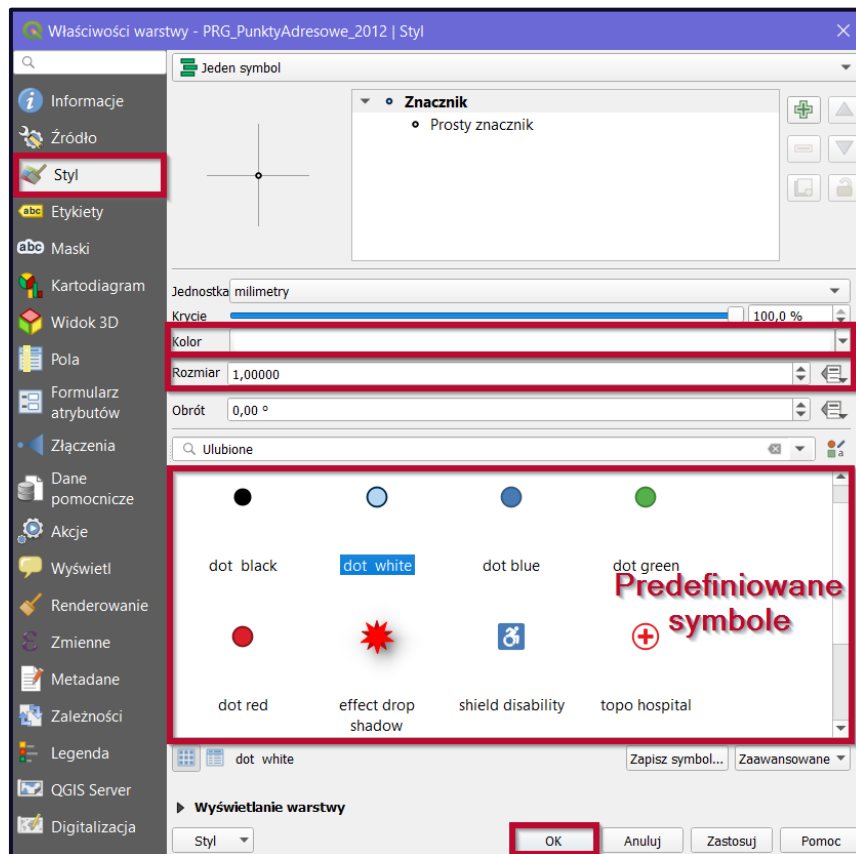 Właściwości warstwy - PRG_PunktyAdresowe_2012 | Styl
Jeden symbol
Informacje
Źródło
Styl
abc Etykiety
abc Maski
Kartodiagram
Widok 3D
Pola
Formularz
atrybutów
Złączenia
Dane
pomocnicze
Akcje
Wyświetl
Renderowanie
Zmienne
Metadane
Zależności
Legenda
QGIS Server
Digitalizacja
Znacznik
Prosty znacznik
Jednostka milimetry
Krycie 100,0 %
Kolor
Rozmiar 1,00000
Obrót 0,00 °
Ulubione
a
dot black dot white dot blue dot green
Predefiniowane
symbole
dot red effect drop shield disability topo hospital
shadow
dot white Zapisz symbol... Zaawansowane
Wyświetlanie warstwy
Styl OK Anuluj Zastosuj Pomoc